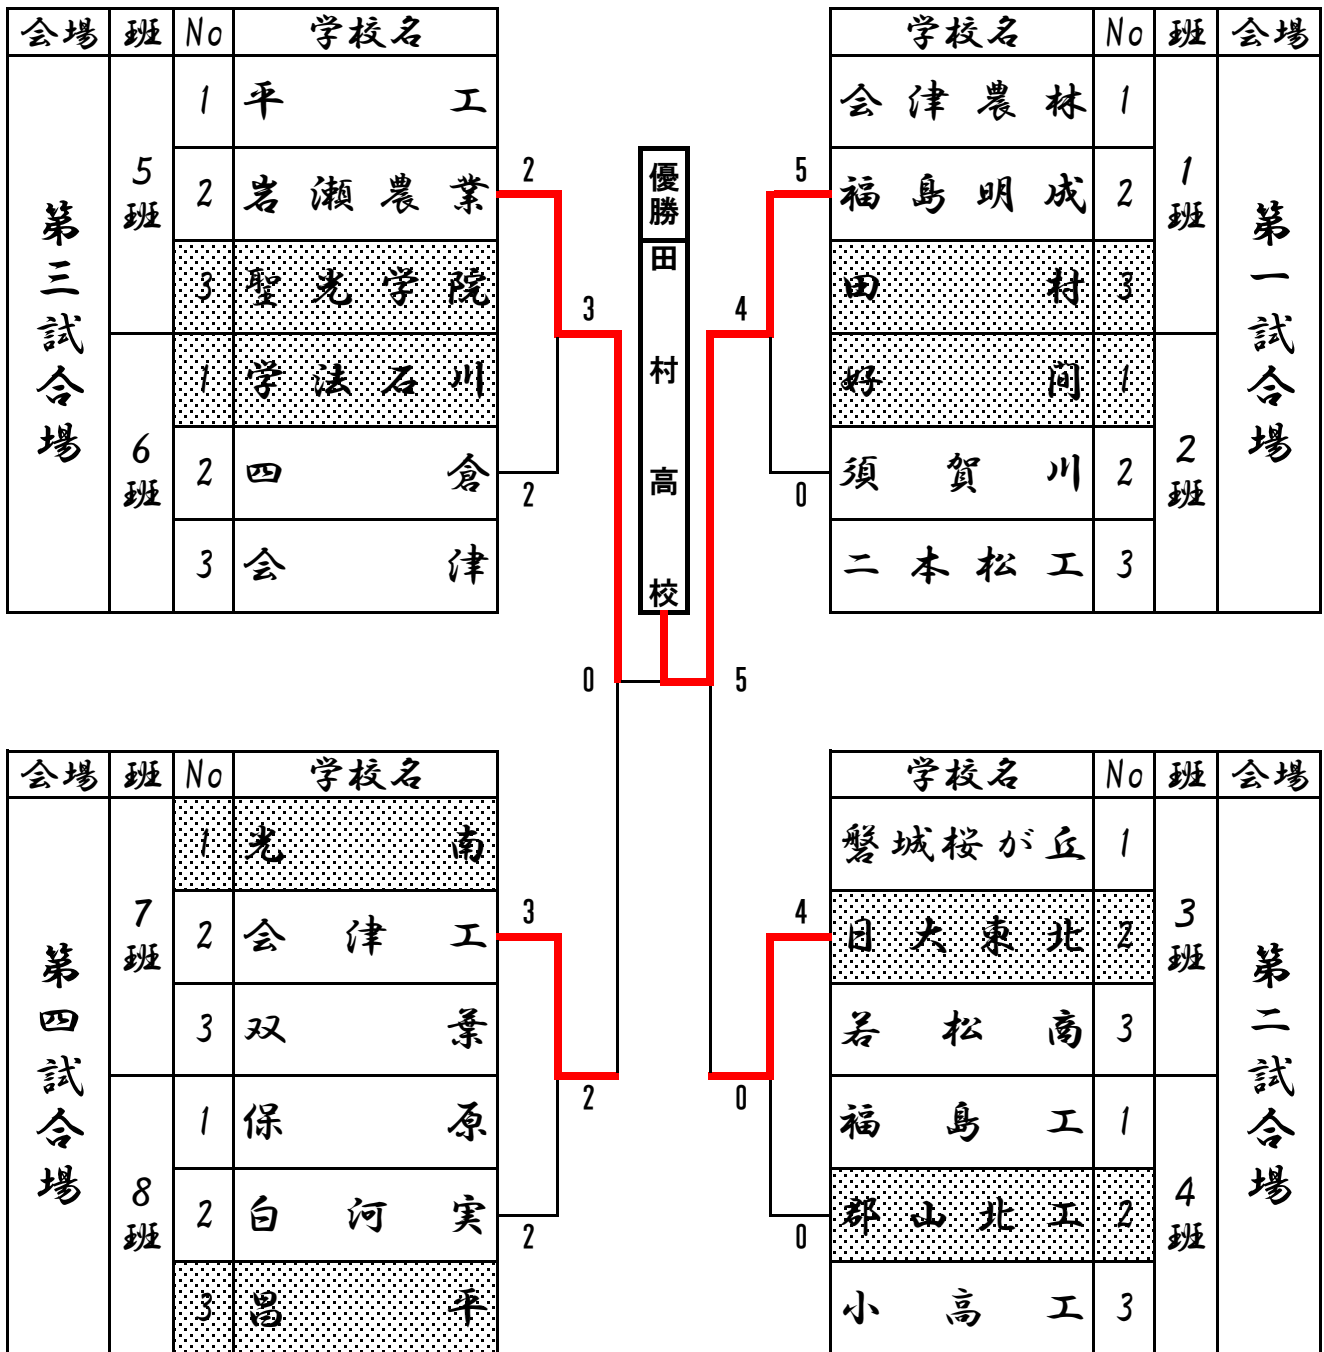 会場 班 No 学校名
第三試合場
5班
1 平工
2 岩瀬農業
3 聖光学院
6班
1 学法石川
2 四倉
3 会津
2
3
2
優勝
田村高校
学校名 No 班 会場
第一試合場
1班
会津農林 1
福島明成 2
田村 3
2班
好間 1
須賀川 2
二本松工 3
5
4
0
0
5
会場 班 No 学校名
第四試合場
7班
1 光南
2 会津工
3 双葉
8班
1 保原
2 白河実
3 昌平
3
2
2
学校名 No 班 会場
第二試合場
3班
磐城桜が丘 1
日大東北 2
若松商 3
4班
福島工 1
郡山北工 2
小高工 3
4
0
0